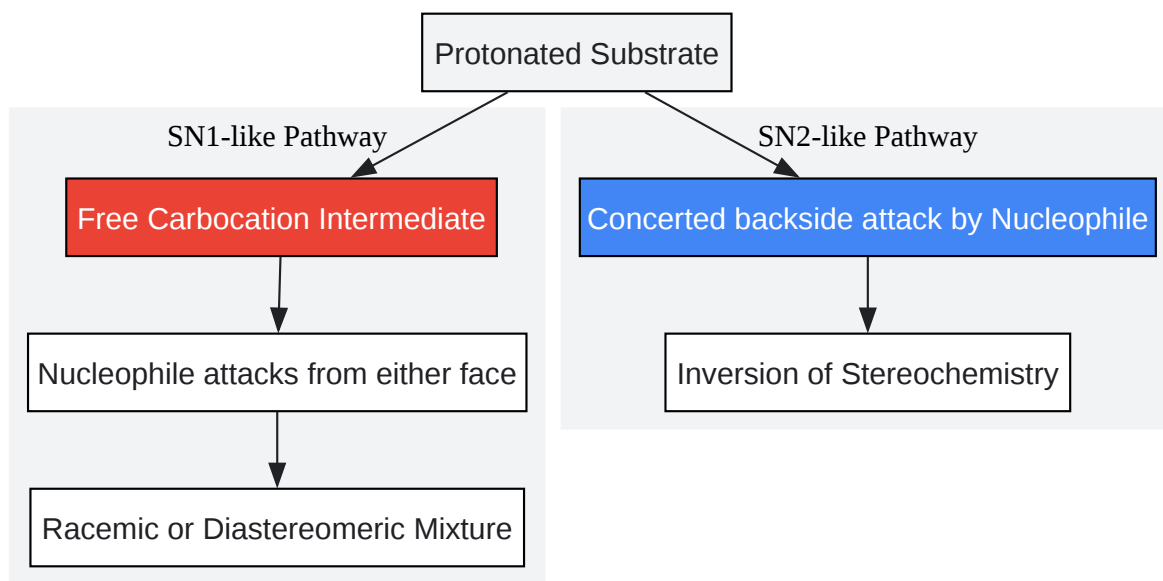 Protonated Substrate
SN1-like Pathway
Free Carbocation Intermediate
Nucleophile attacks from either face
Racemic or Diastereomeric Mixture
SN2-like Pathway
Concerted backside attack by Nucleophile
Inversion of Stereochemistry